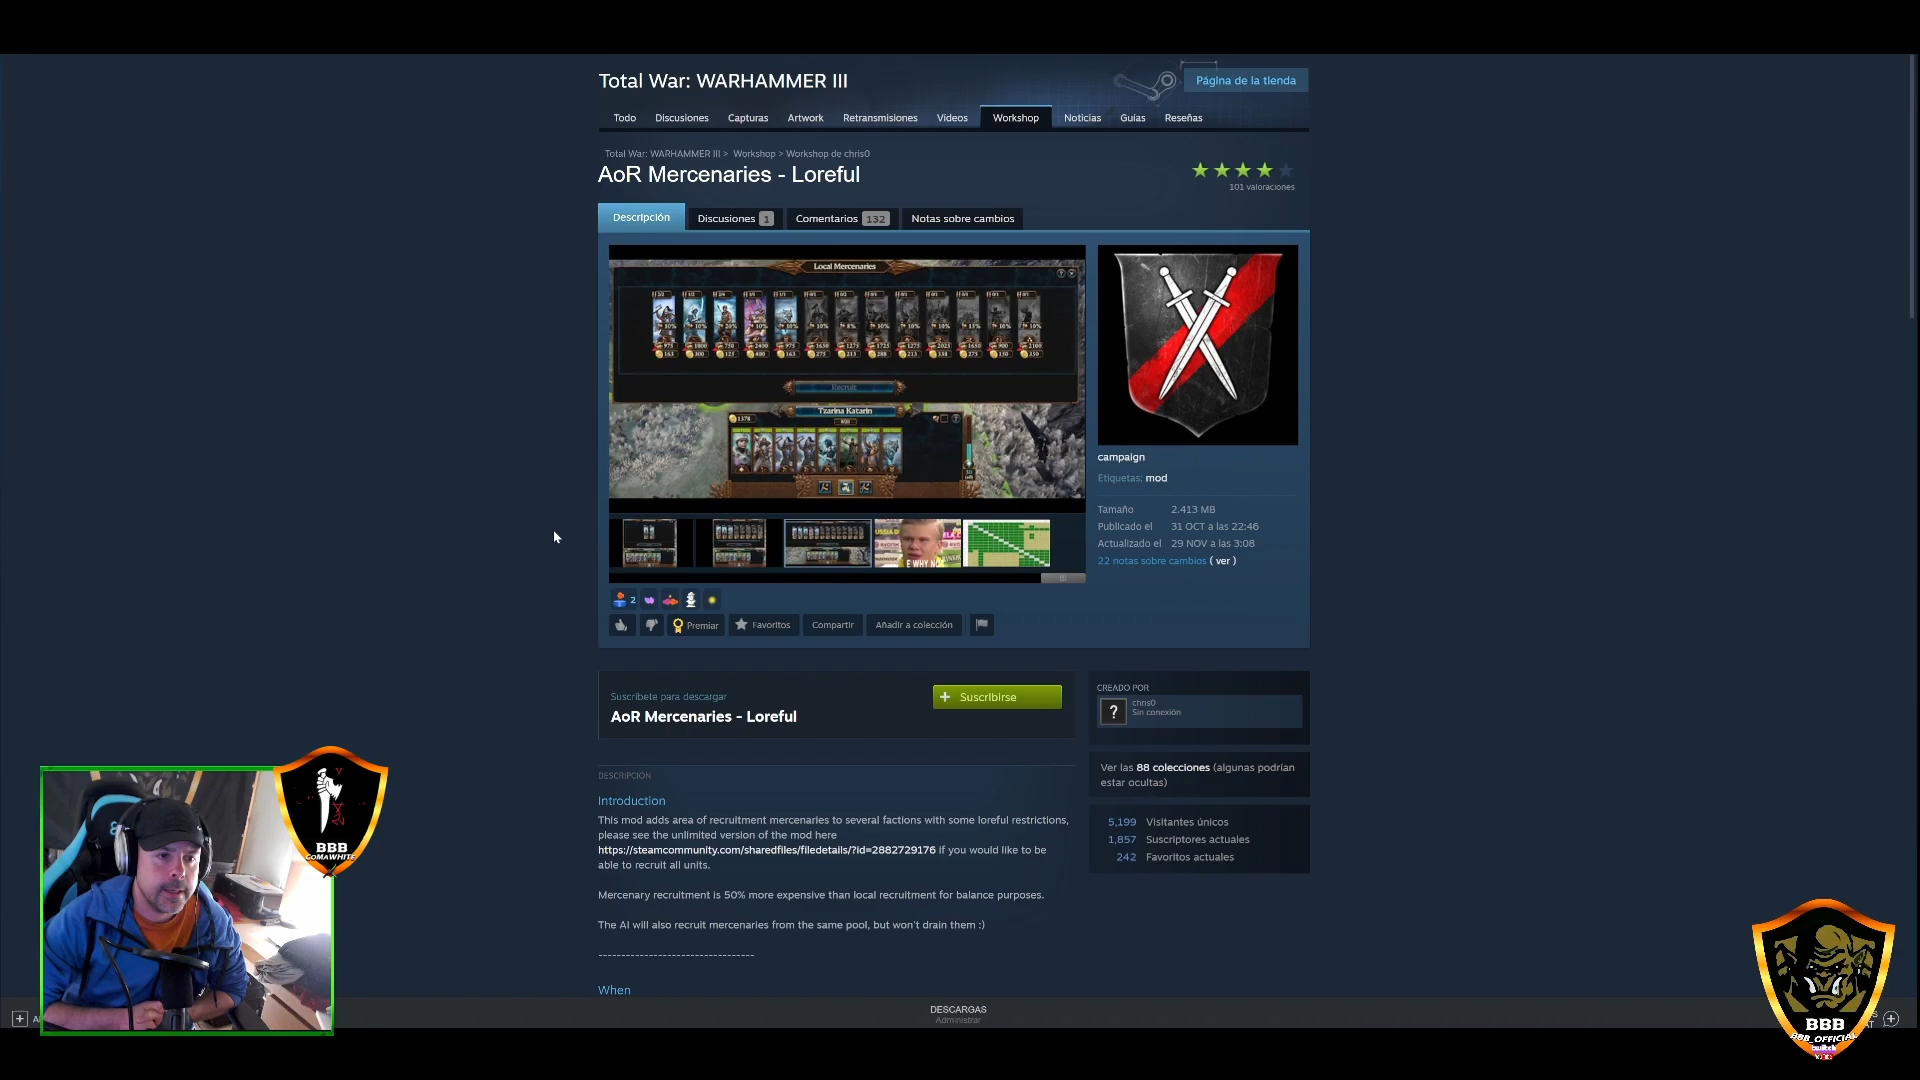 Total War: WARHAMMER III
Página de la tienda
Todo Discusiones Capturas Artwork Retransmisiones Vídeos Workshop Noticias Guías Reseñas
Total War: WARHAMMER III > Workshop > Workshop de chris0
AoR Mercenaries - Loreful
101 valoraciones
Descripción Discusiones 1 Comentarios 132 Notas sobre cambios
Local Mercenaries
Recruit
Tzarina Katarin
1378
campaign
Etiquetas: mod
Tamaño 2.413 MB
Publicado el 31 OCT a las 22:46
Actualizado el 29 NOV a las 3:08
22 notas sobre cambios ( ver )
2
Premiar Favoritos Compartir Añadir a colección
Suscríbete para descargar
AoR Mercenaries - Loreful
+ Suscribirse
CREADO POR
chris0
Sin conexión
Ver las 88 colecciones (algunas podrían
estar ocultas)
5,199 Visitantes únicos
1,857 Suscriptores actuales
242 Favoritos actuales
DESCRIPCIÓN
Introduction
This mod adds area of recruitment mercenaries to several factions with some loreful restrictions,
please see the unlimited version of the mod here
https://steamcommunity.com/sharedfiles/filedetails/?id=2882729176 if you would like to be
able to recruit all units.
Mercenary recruitment is 50% more expensive than local recruitment for balance purposes.
The AI will also recruit mercenaries from the same pool, but won't drain them :)
----------------------------------
When
DESCARGAS
Administrar
BBB
COMAWHITE
BBB
BBB_OFFICIAL
twitch